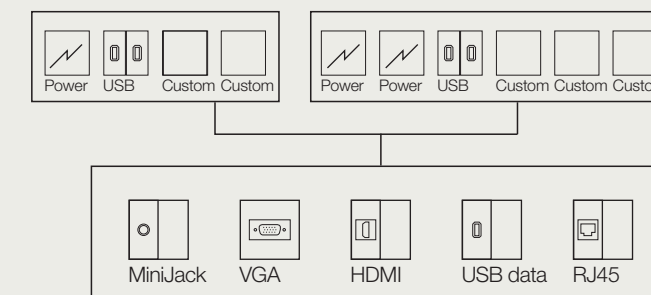 Power USB Custom Custom
Power Power USB Custom Custom
MiniJack VGA HDMI USB data RJ45